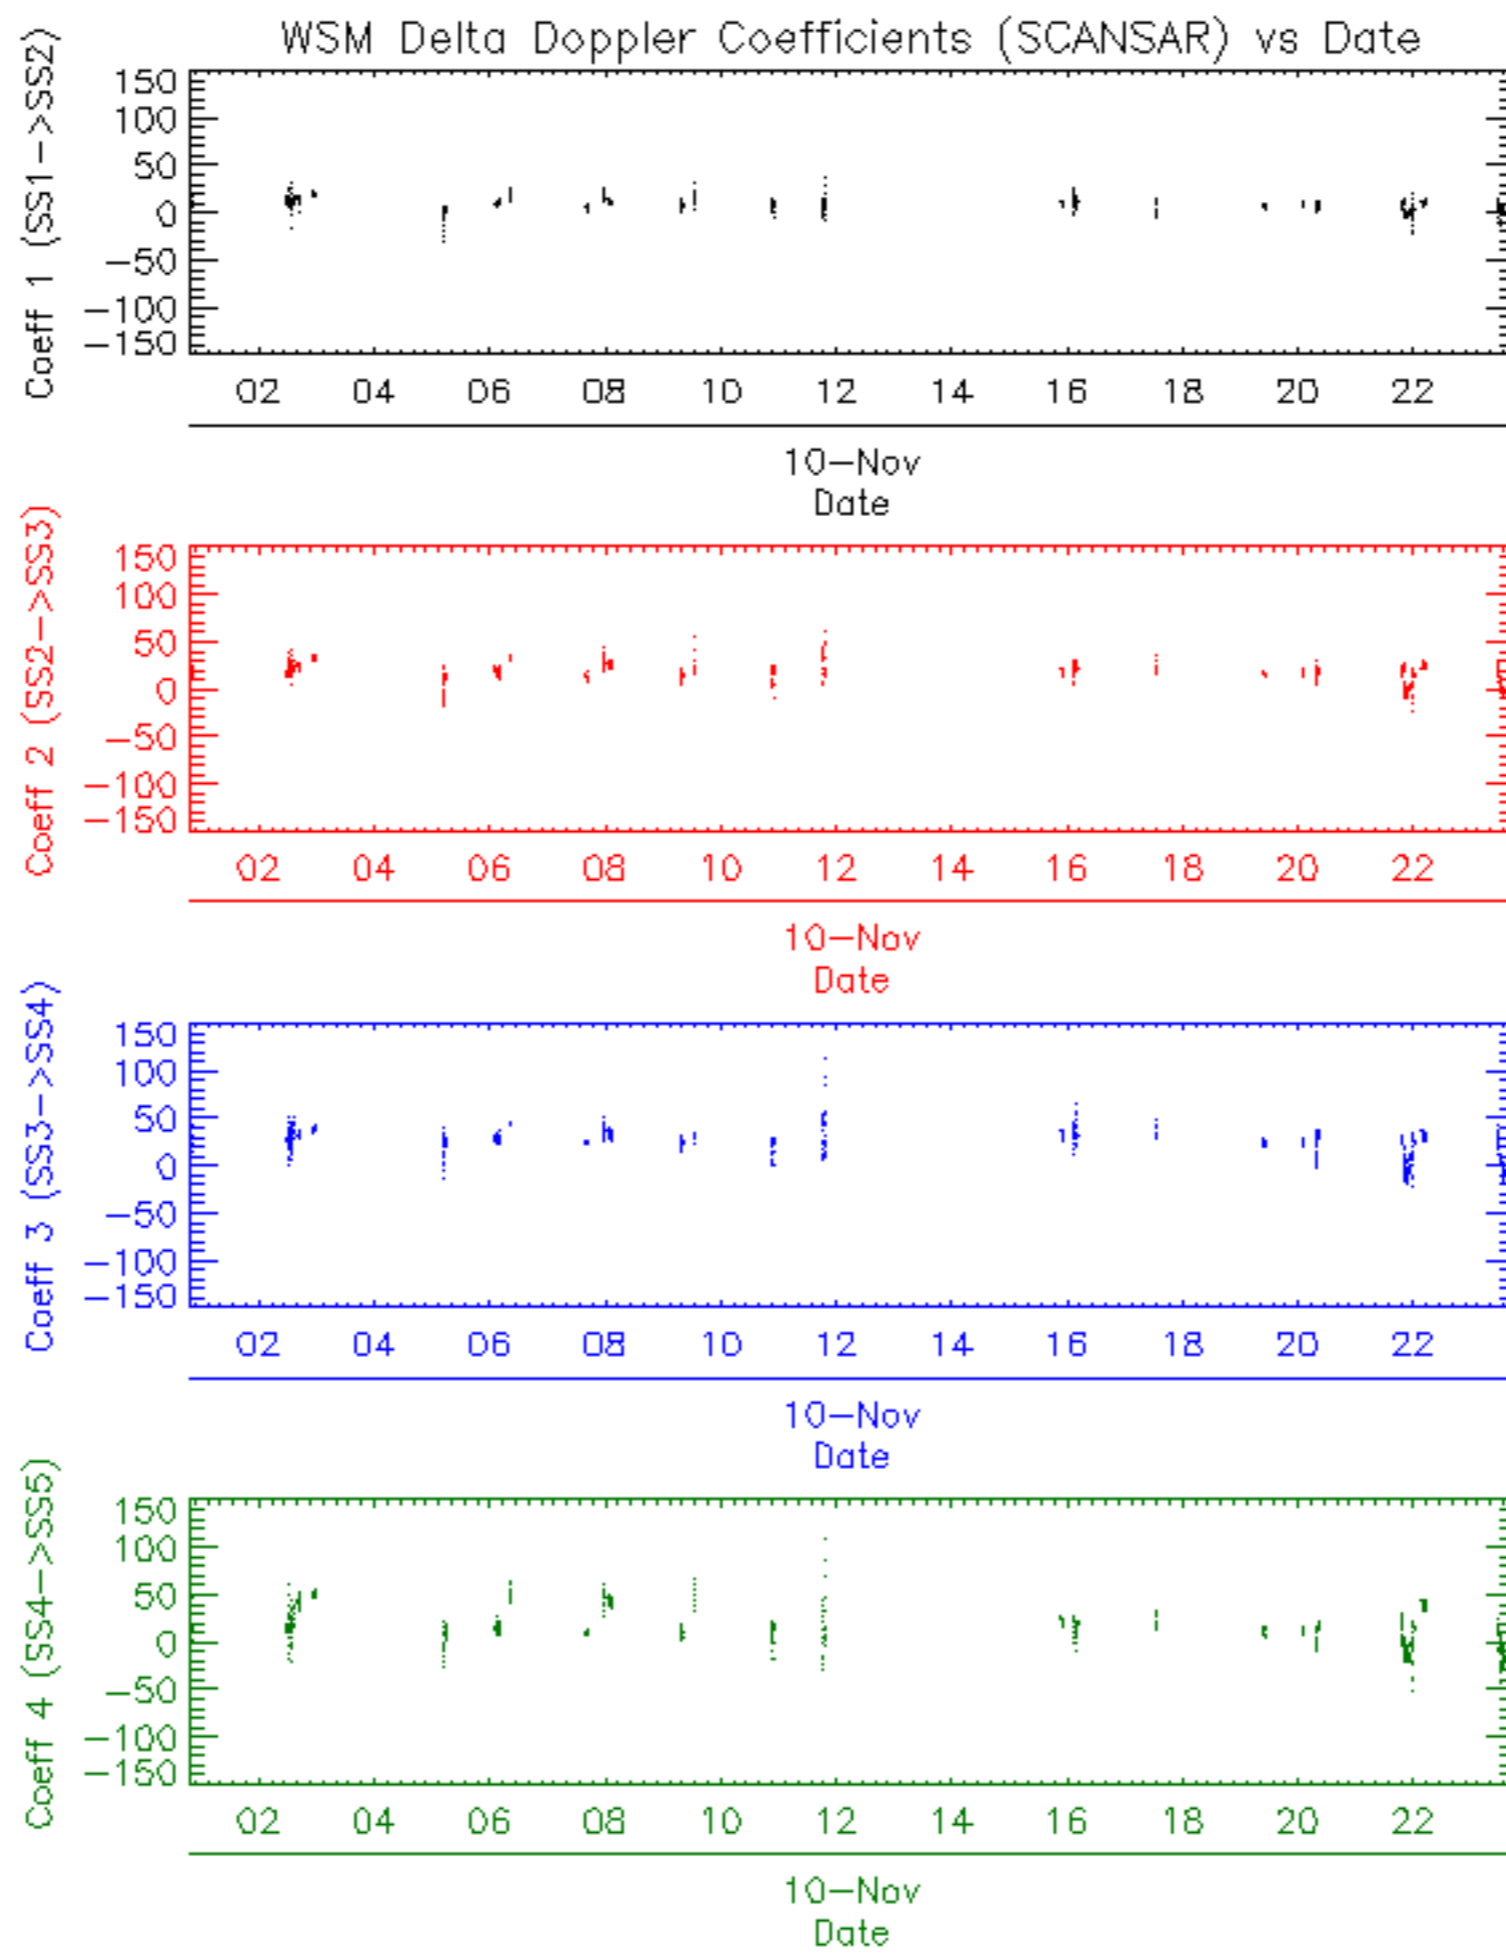 WSM Delta Doppler Coefficients (SCANSAR) vs Date
Coeff 1 (SS1->SS2)
150
100
50
0
-50
-100
-150
02 04 06 08 10 12 14 16 18 20 22
10-Nov
Date
Coeff 2 (SS2->SS3)
150
100
50
0
-50
-100
-150
02 04 06 08 10 12 14 16 18 20 22
10-Nov
Date
Coeff 3 (SS3->SS4)
150
100
50
0
-50
-100
-150
02 04 06 08 10 12 14 16 18 20 22
10-Nov
Date
Coeff 4 (SS4->SS5)
150
100
50
0
-50
-100
-150
02 04 06 08 10 12 14 16 18 20 22
10-Nov
Date